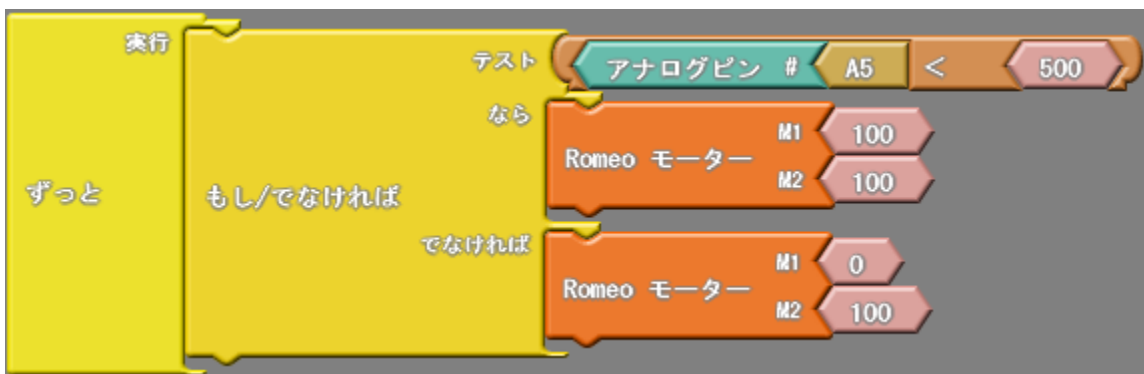 実行
テスト アナログピン # A5 < 500
なら
Romeo モーター M1 100
M2 100
ずっと もし/でなければ
でなければ
Romeo モーター M1 0
M2 100